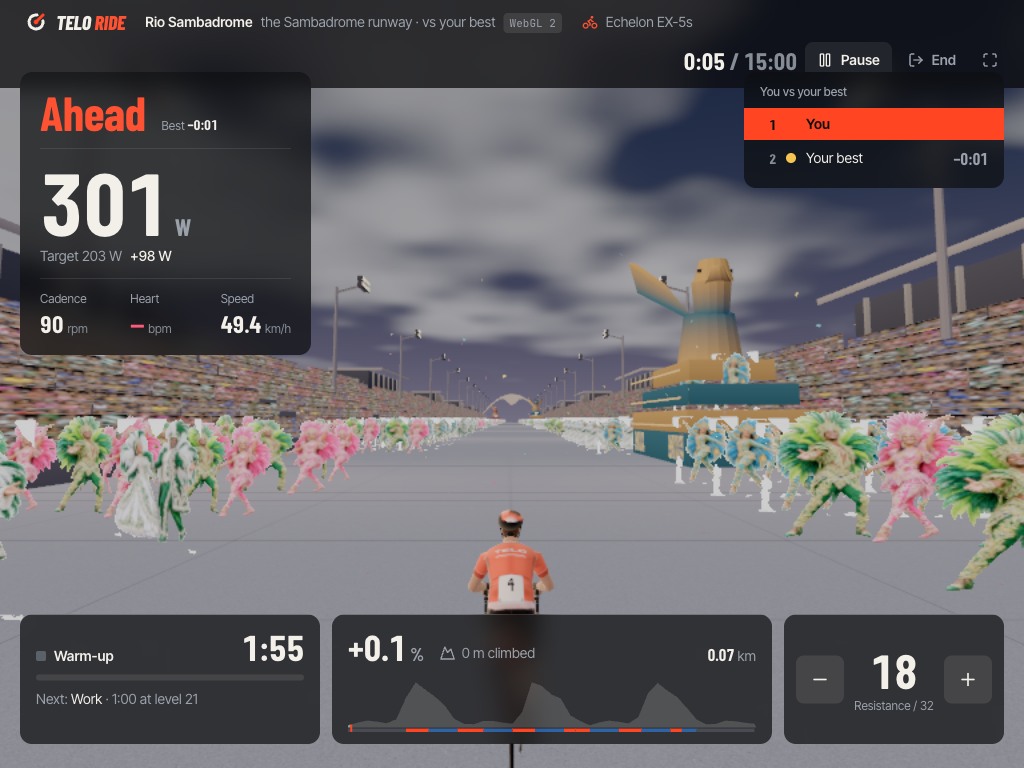 TELO RIDE Rio Sambadrome the Sambadrome runway · vs your best WebGL 2 Echelon EX-5s
0:05 / 15:00 Pause End
Ahead Best −0:01
301 W
Target 203 W +98 W
Cadence Heart Speed
90 rpm — bpm 49.4 km/h
You vs your best
1 You
2 Your best −0:01
TELO
4
Warm-up 1:55
Next: Work · 1:00 at level 21
+0.1 % 0 m climbed 0.07 km
− 18 +
Resistance / 32